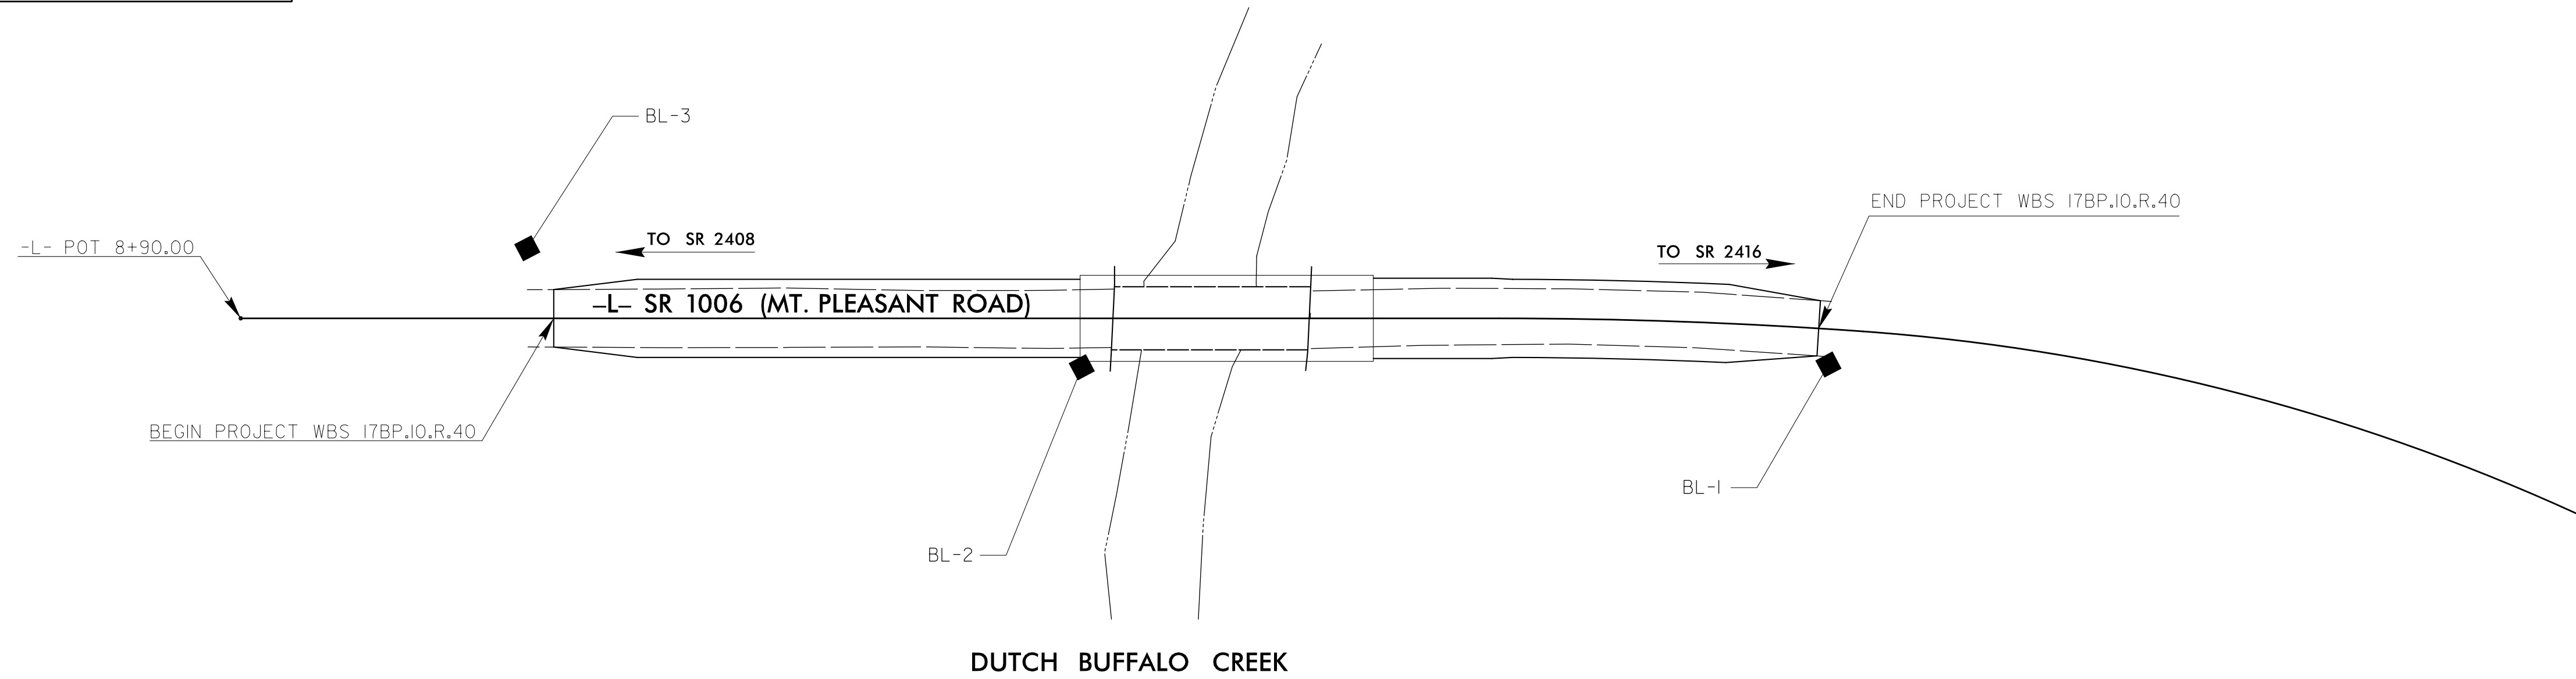 BL-3
END PROJECT WBS 17BP.10.R.40
-L- POT 8+90.00
TO SR 2408
TO SR 2416
-L- SR 1006 (MT. PLEASANT ROAD)
BEGIN PROJECT WBS 17BP.10.R.40
BL-1
BL-2
DUTCH BUFFALO CREEK